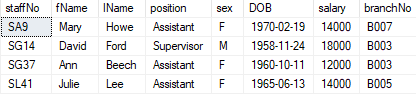 staffNo fName lName position sex DOB salary branchNo
SA9 Mary Howe Assistant F 1970-02-19 14000 B007
SG14 David Ford Supervisor M 1958-11-24 18000 B003
SG37 Ann Beech Assistant F 1960-10-11 12000 B003
SL41 Julie Lee Assistant F 1965-06-13 14000 B005